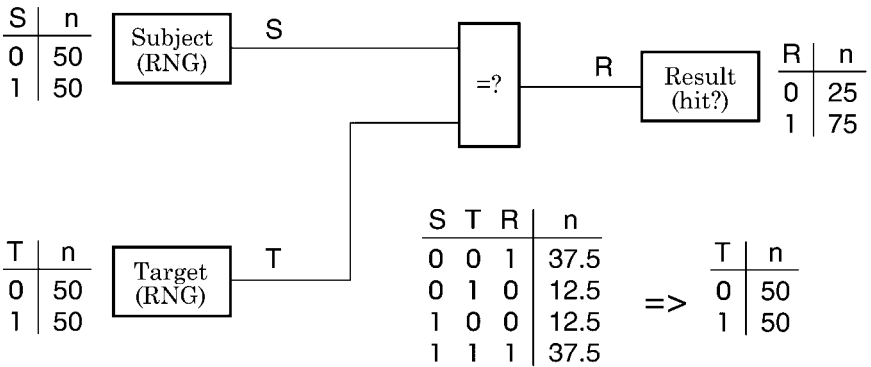 S n
0 50
1 50
Subject
(RNG)
S
=?
R
Result
(hit?)
R n
0 25
1 75
T n
0 50
1 50
Target
(RNG)
T
S T R n
0 0 1 37.5
0 1 0 12.5
1 0 0 12.5
1 1 1 37.5
=>
T n
0 50
1 50